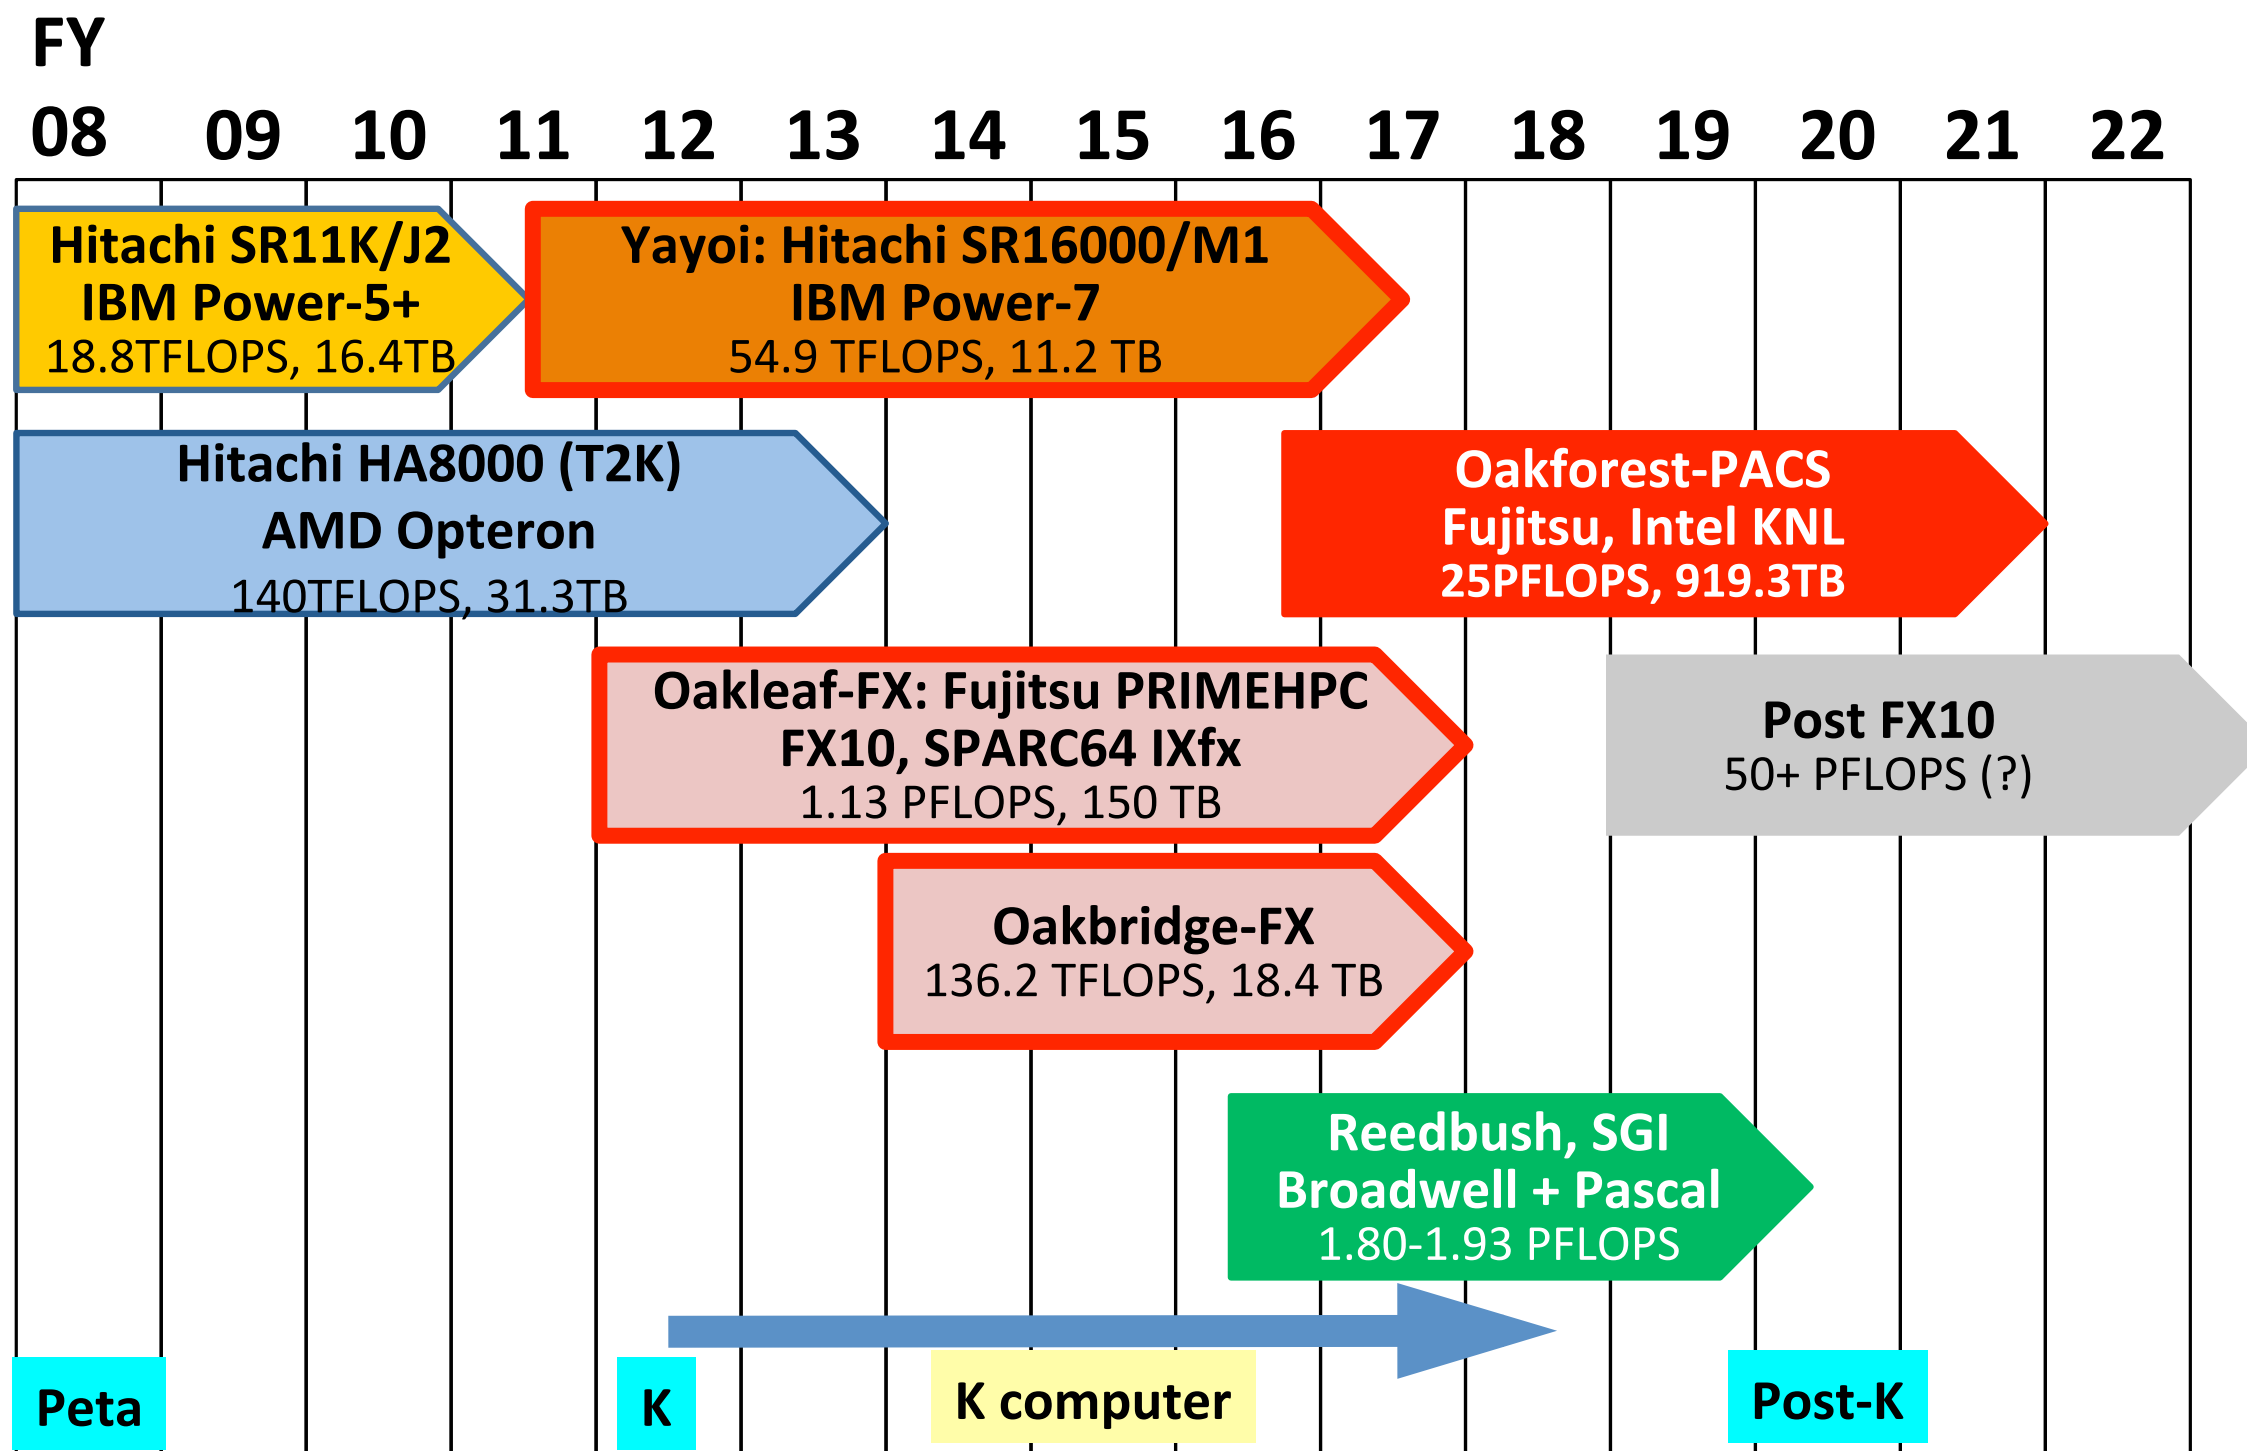 FY
08 09 10 11 12 13 14 15 16 17 18 19 20 21 22
Hitachi SR11K/J2
IBM Power-5+
18.8TFLOPS, 16.4TB
Yayoi: Hitachi SR16000/M1
IBM Power-7
54.9 TFLOPS, 11.2 TB
Hitachi HA8000 (T2K)
AMD Opteron
140TFLOPS, 31.3TB
Oakforest-PACS
Fujitsu, Intel KNL
25PFLOPS, 919.3TB
Oakleaf-FX: Fujitsu PRIMEHPC
FX10, SPARC64 IXfx
1.13 PFLOPS, 150 TB
Post FX10
50+ PFLOPS (?)
Oakbridge-FX
136.2 TFLOPS, 18.4 TB
Reedbush, SGI
Broadwell + Pascal
1.80-1.93 PFLOPS
Peta
K
K computer
Post-K